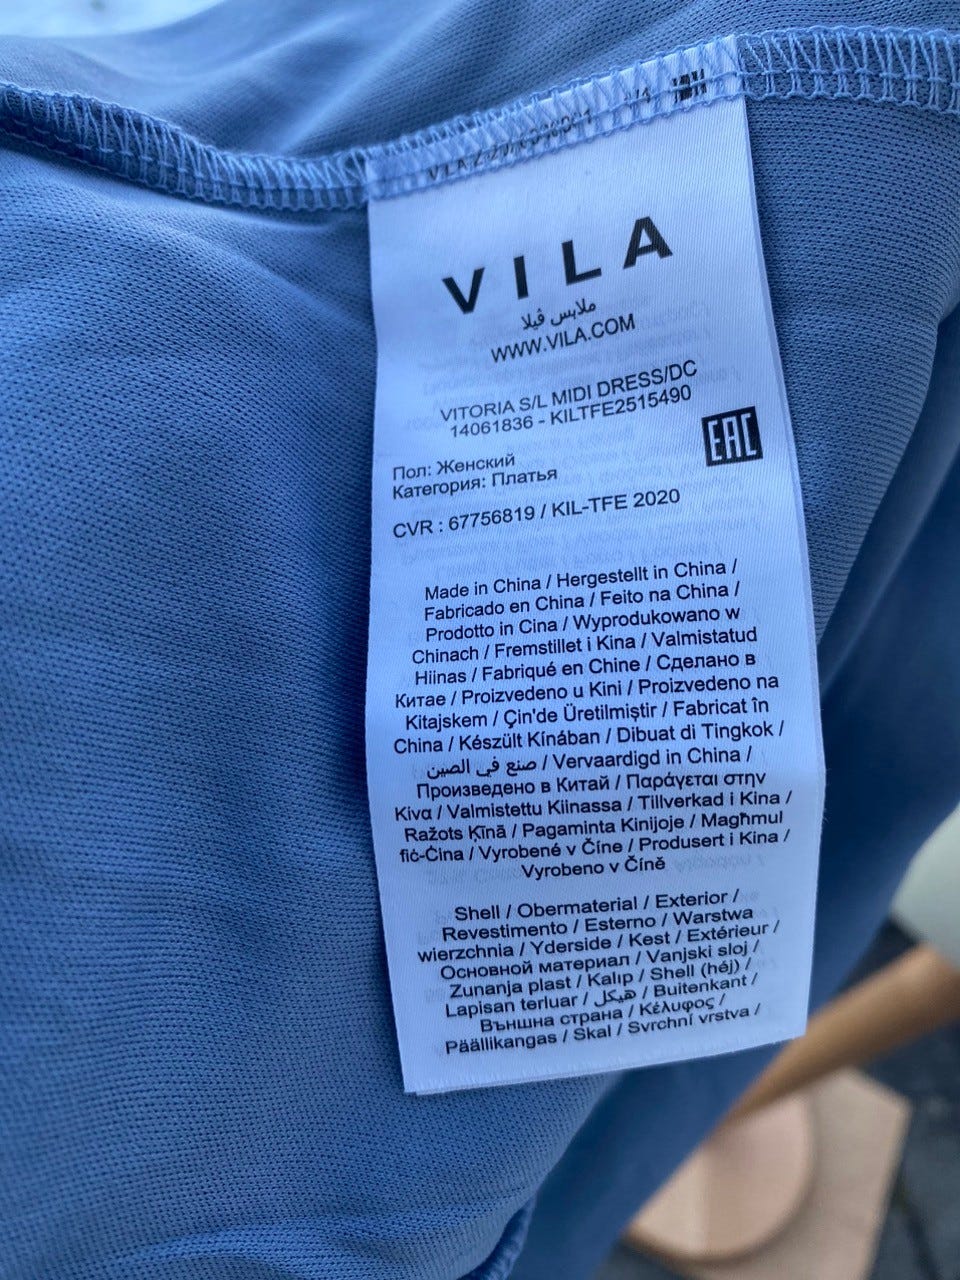 VILA
ملابس ڤيلا
WWW.VILA.COM
VITORIA S/L MIDI DRESS/DC
14061836 - KILTFE2515490
EAC
Пол: Женский
Категория: Платья
CVR : 67756819 / KIL-TFE 2020
Made in China / Hergestellt in China /
Fabricado en China / Feito na China /
Prodotto in Cina / Wyprodukowano w
Chinach / Fremstillet i Kina / Valmistatud
Hiinas / Fabriqué en Chine / Сделано в
Китае / Proizvedeno u Kini / Proizvedeno na
Kitajskem / Çin'de Üretilmiştir / Fabricat în
China / Készült Kínában / Dibuat di Tingkok /
صنع في الصين / Vervaardigd in China /
Произведено в Китай / Παράγεται στην
Κίνα / Valmistettu Kiinassa / Tillverkad i Kina /
Ražots Ķīnā / Pagaminta Kinijoje / Magħmul
fiċ-Ċina / Vyrobené v Číne / Produsert i Kina /
Vyrobeno v Číně
Shell / Obermaterial / Exterior /
Revestimento / Esterno / Warstwa
wierzchnia / Yderside / Kest / Extérieur /
Основной материал / Vanjski sloj /
Zunanja plast / Kalıp / Shell (héj) /
Lapisan terluar / هيكل / Buitenkant /
Външна страна / Κέλυφος /
Päällikangas / Skal / Svrchní vrstva /